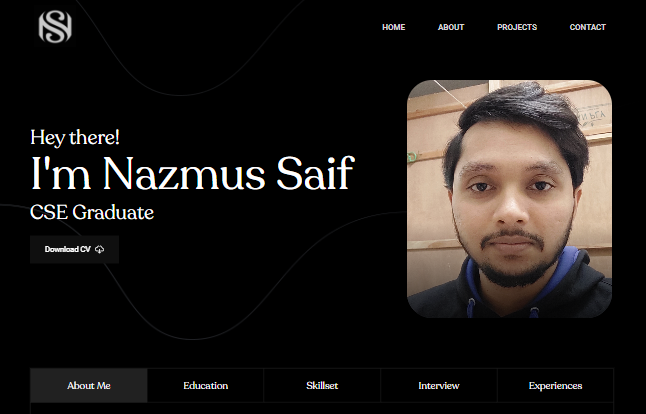 HOME ABOUT PROJECTS CONTACT
Hey there!
I'm Nazmus Saif
CSE Graduate
Download CV
About Me Education Skillset Interview Experiences